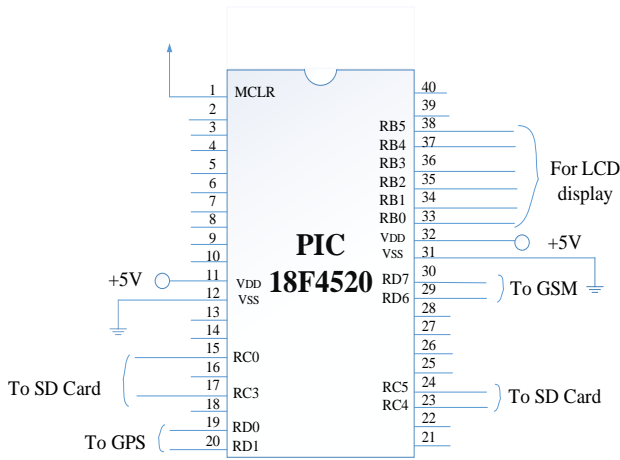 1 MCLR
2
3
4
5
6
7
8
9
10
+5V 11 VDD
12 VSS
13
14
15 RC0
16
17 RC3
To SD Card
18
19 RD0
To GPS
20 RD1
PIC
18F4520
40
39
RB5 38
RB4 37
RB3 36
RB2 35
RB1 34
RB0 33
For LCD
display
VDD 32 +5V
VSS 31
RD7 30
RD6 29
To GSM
28
27
26
25
RC5 24
RC4 23
To SD Card
22
21